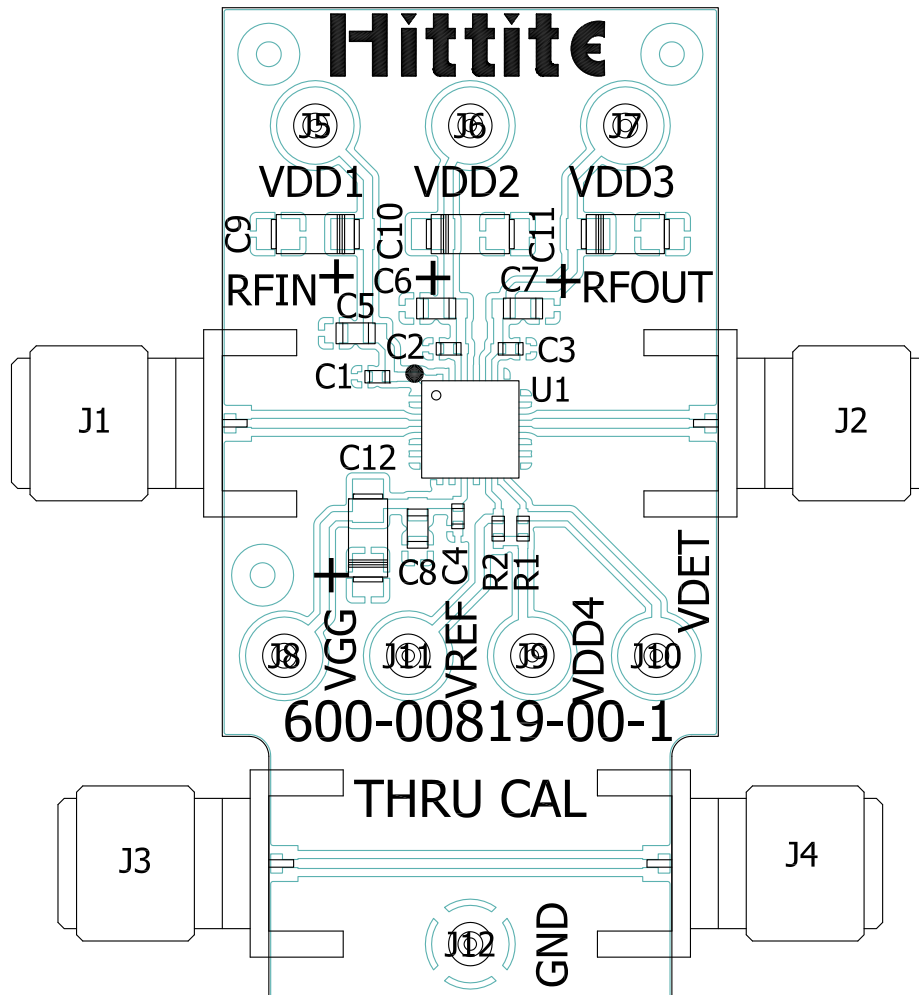 Hittite
J5 J6 J7
VDD1 VDD2 VDD3
C9 C10 C11
RFIN + C6 + C7 + RFOUT
C5
C2 C3
C1 U1
J1 J2
C12
+ C8 C4 R2 R1 VDET
VGG VREF VDD4
J8 J11 J9 J10
600-00819-00-1
THRU CAL
J3 J4
J12 GND